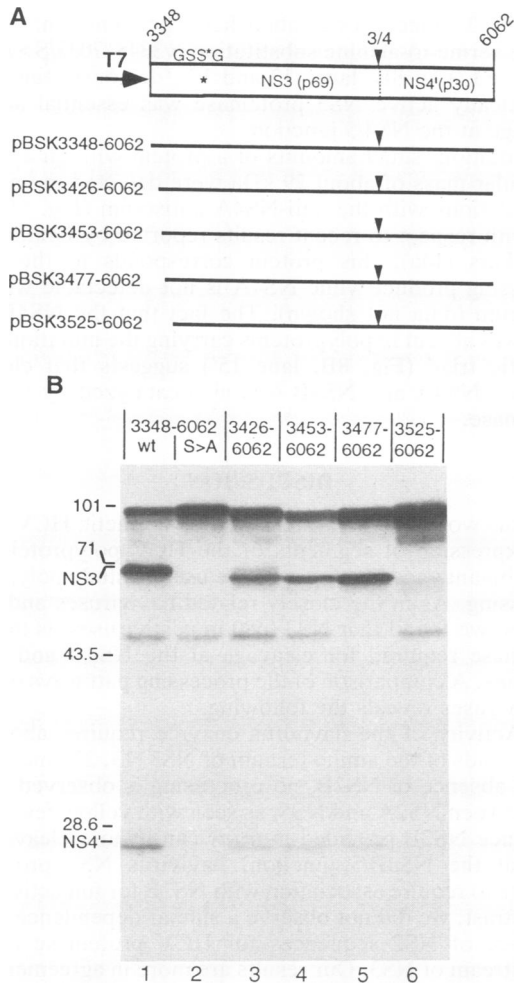 A
3348
6062
3/4
T7
GSS*G
* NS3 (p69) NS4'(p30)
pBSK3348-6062
pBSK3426-6062
pBSK3453-6062
pBSK3477-6062
pBSK3525-6062
B
3348-6062 3426- 3453- 3477- 3525-
wt S>A 6062 6062 6062 6062
101
71
NS3
43.5
28.6
NS4'
1 2 3 4 5 6